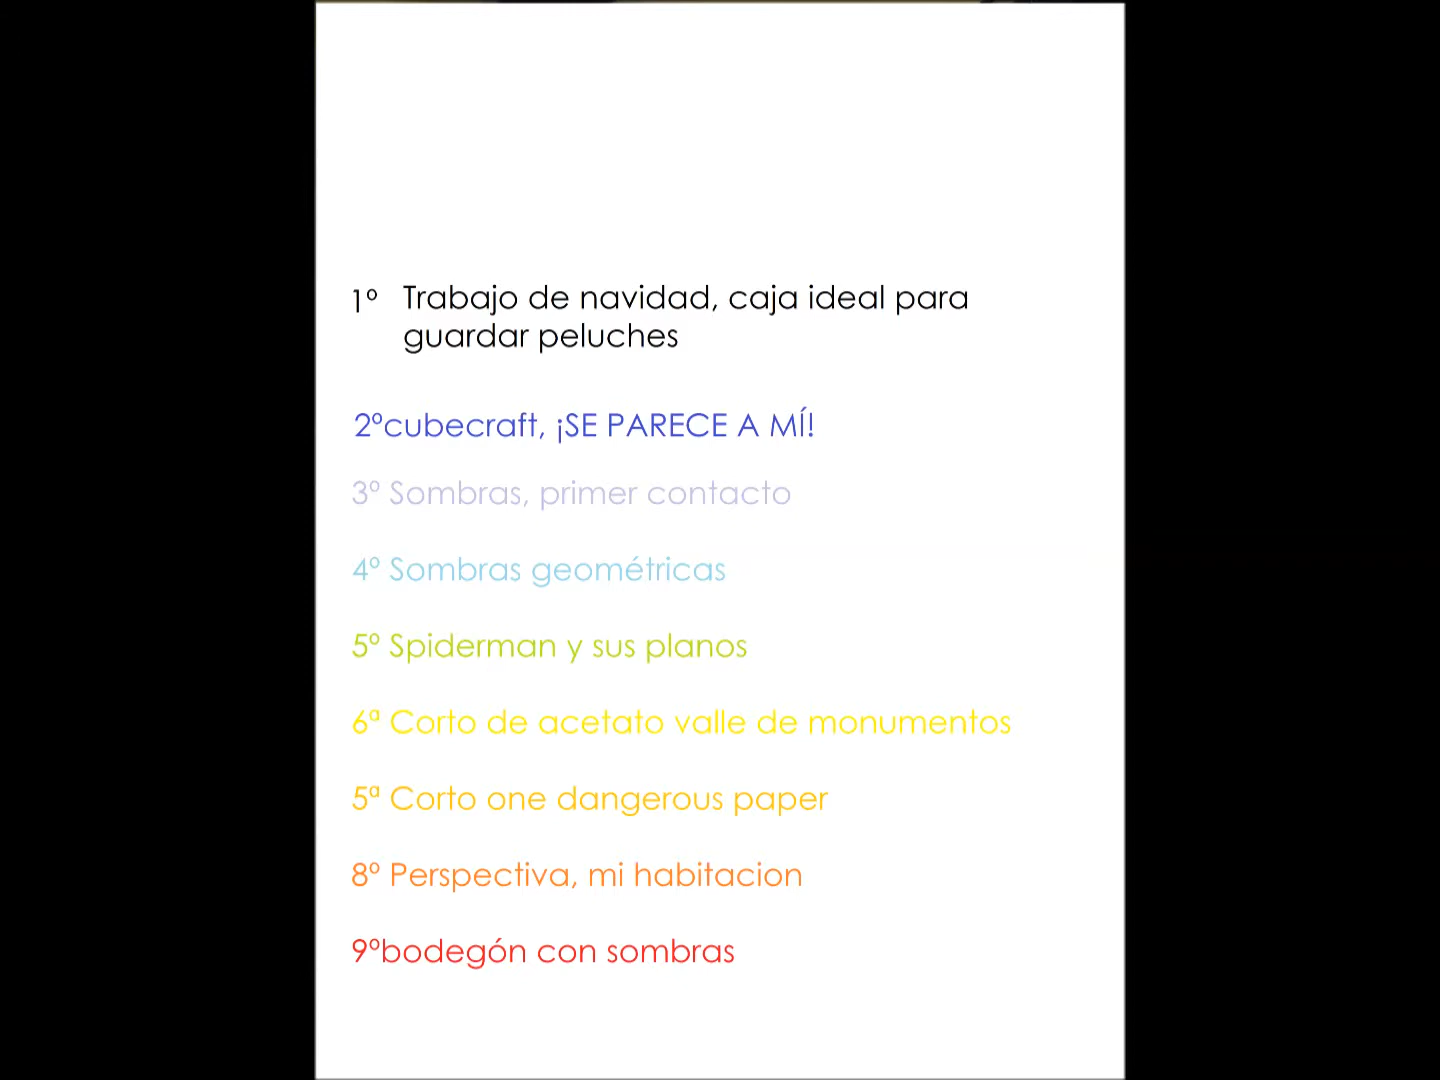 1º Trabajo de navidad, caja ideal para
guardar peluches
2ºcubecraft, ¡SE PARECE A MÍ!
3º Sombras, primer contacto
4º Sombras geométricas
5º Spiderman y sus planos
6ª Corto de acetato valle de monumentos
5ª Corto one dangerous paper
8º Perspectiva, mi habitacion
9ºbodegón con sombras